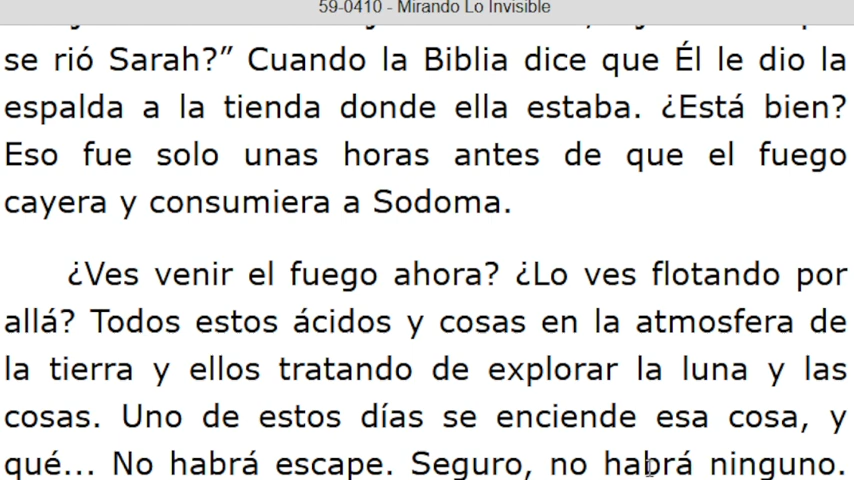 59-0410 - Mirando Lo Invisible
se rió Sarah?” Cuando la Biblia dice que Él le dio la
espalda a la tienda donde ella estaba. ¿Está bien?
Eso fue solo unas horas antes de que el fuego
cayera y consumiera a Sodoma.
¿Ves venir el fuego ahora? ¿Lo ves flotando por
allá? Todos estos ácidos y cosas en la atmosfera de
la tierra y ellos tratando de explorar la luna y las
cosas. Uno de estos días se enciende esa cosa, y
qué... No habrá escape. Seguro, no habrá ninguno.